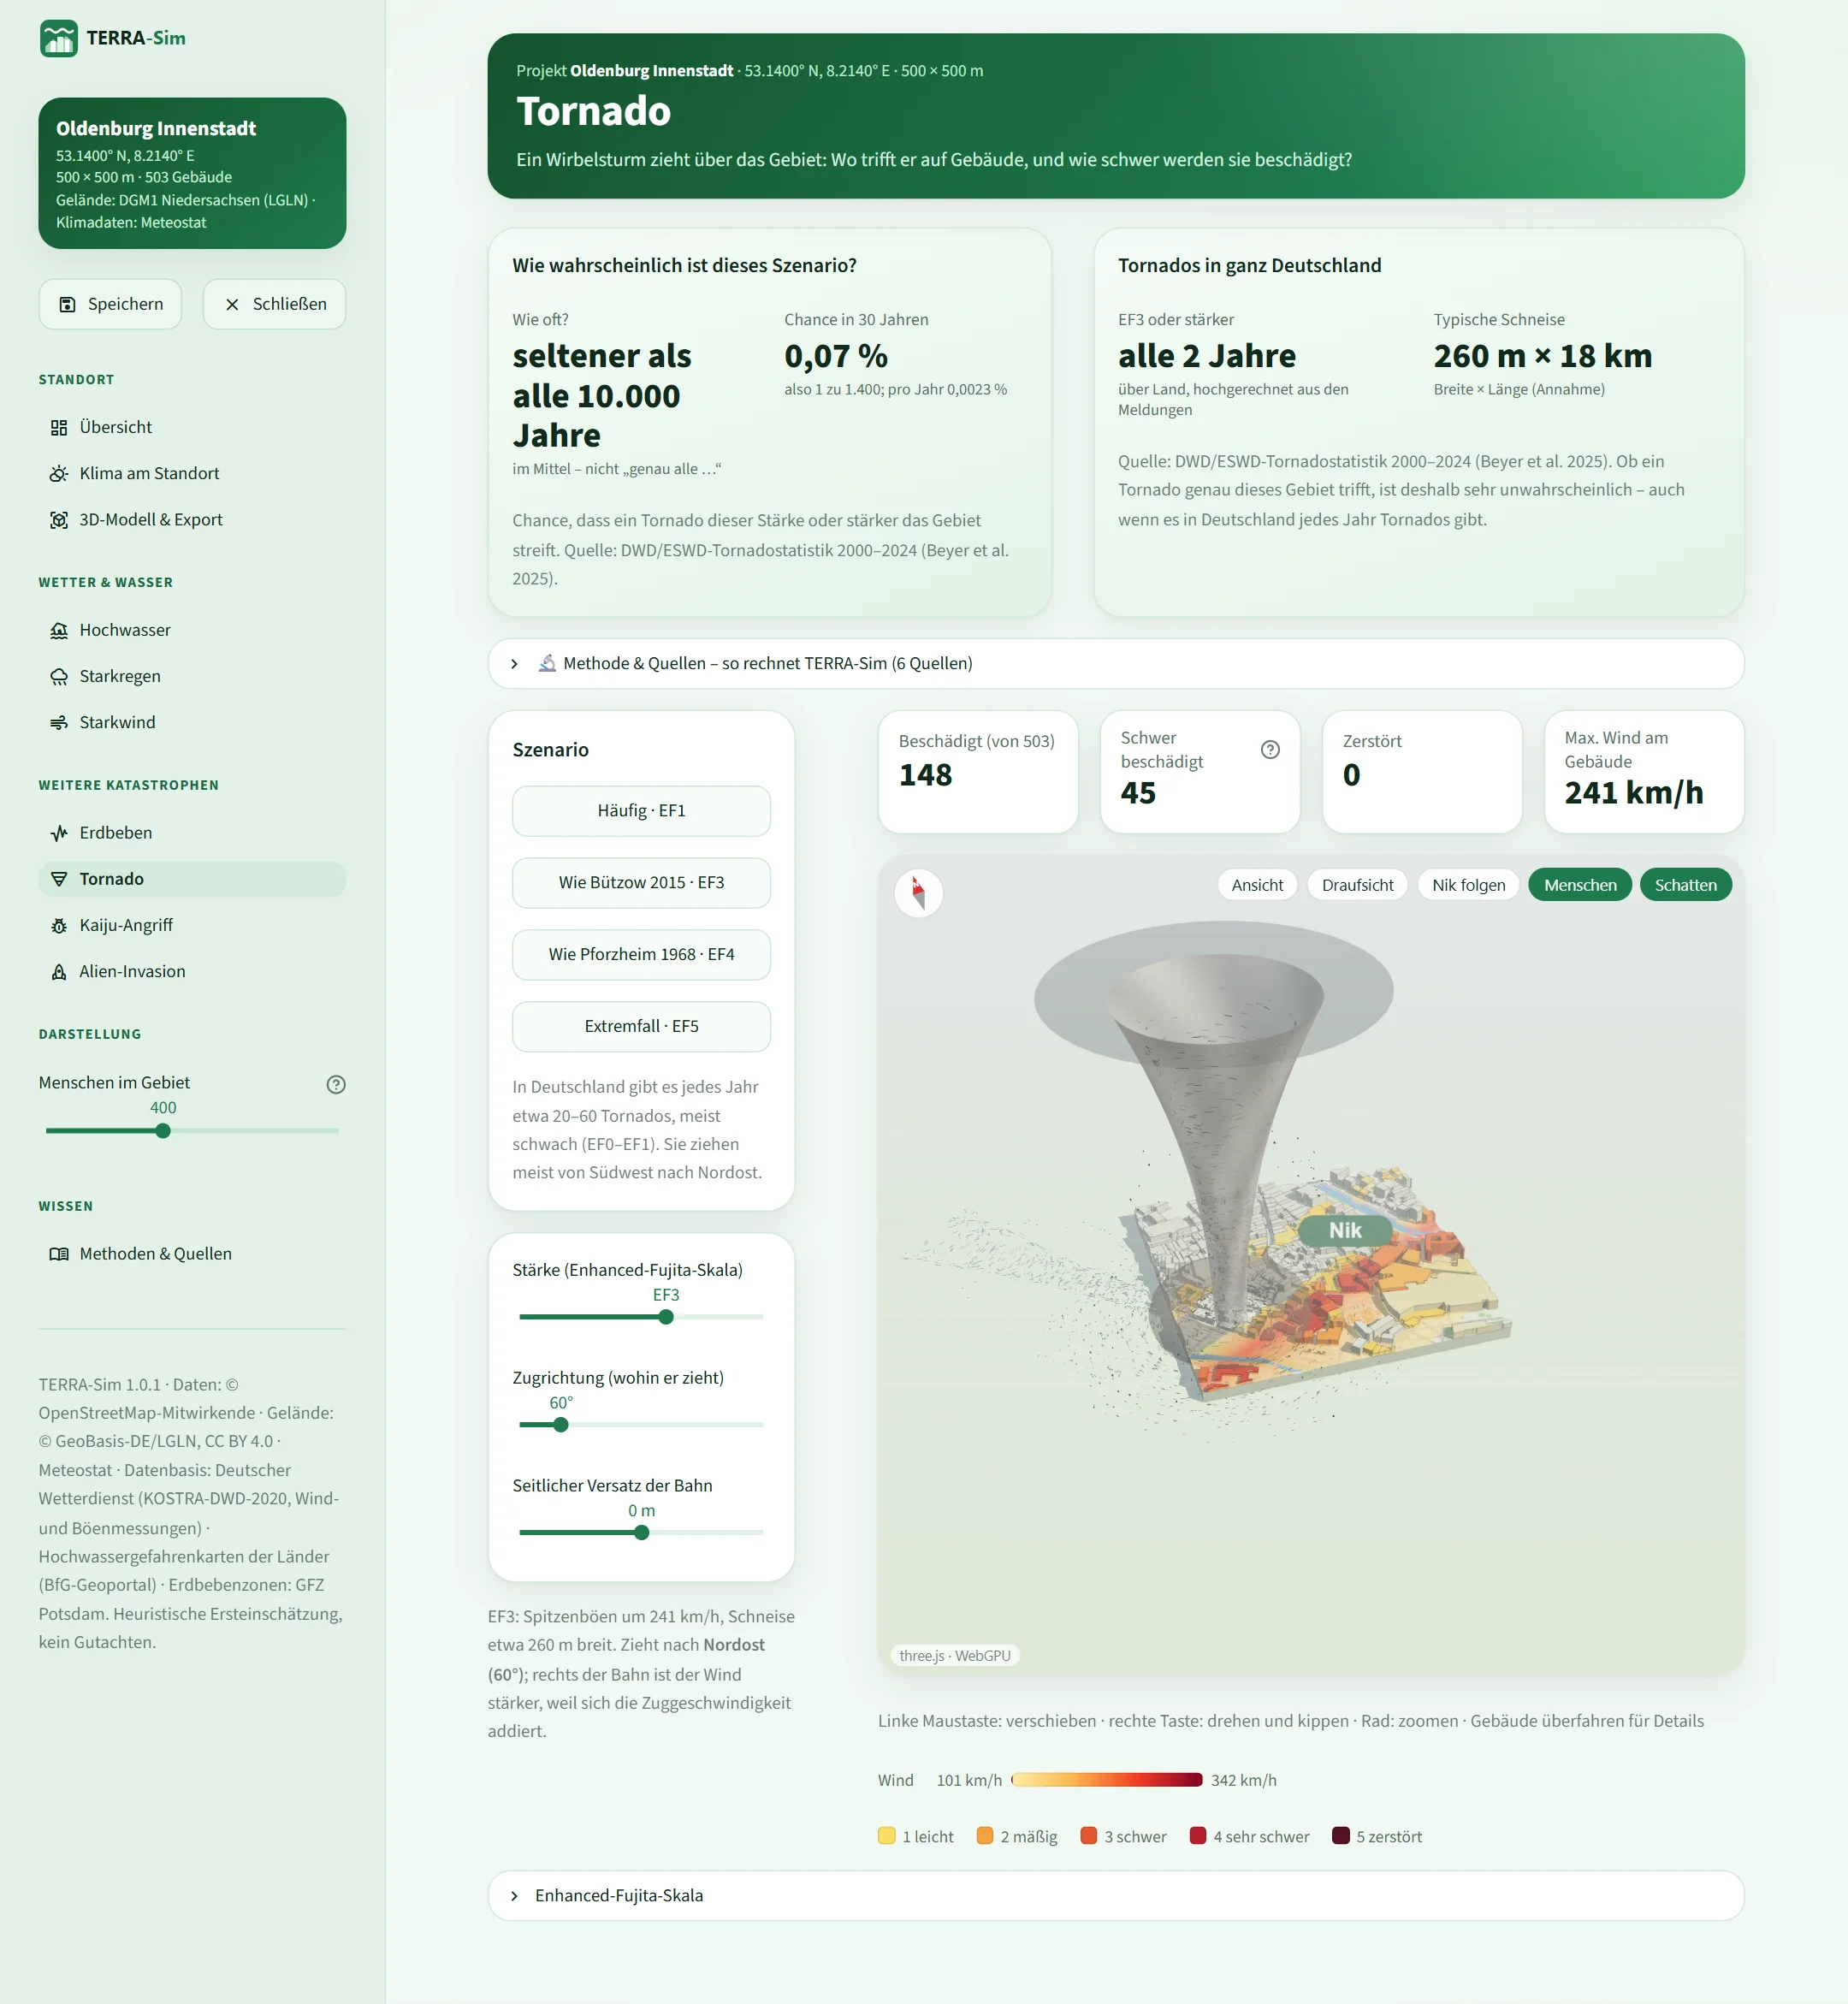 TERRA-Sim
Oldenburg Innenstadt
53.1400° N, 8.2140° E
500 × 500 m · 503 Gebäude
Gelände: DGM1 Niedersachsen (LGLN) ·
Klimadaten: Meteostat
Speichern
Schließen
STANDORT
Übersicht
Klima am Standort
3D-Modell & Export
WETTER & WASSER
Hochwasser
Starkregen
Starkwind
WEITERE KATASTROPHEN
Erdbeben
Tornado
Kaiju-Angriff
Alien-Invasion
DARSTELLUNG
Menschen im Gebiet
400
WISSEN
Methoden & Quellen
TERRA-Sim 1.0.1 · Daten: ©
OpenStreetMap-Mitwirkende · Gelände:
© GeoBasis-DE/LGLN, CC BY 4.0 ·
Meteostat · Datenbasis: Deutscher
Wetterdienst (KOSTRA-DWD-2020, Wind-
und Böenmessungen) ·
Hochwassergefahrenkarten der Länder
(BfG-Geoportal) · Erdbebenzonen: GFZ
Potsdam. Heuristische Ersteinschätzung,
kein Gutachten.
Projekt Oldenburg Innenstadt · 53.1400° N, 8.2140° E · 500 × 500 m
Tornado
Ein Wirbelsturm zieht über das Gebiet: Wo trifft er auf Gebäude, und wie schwer werden sie beschädigt?
Wie wahrscheinlich ist dieses Szenario?
Wie oft?
seltener als
alle 10.000
Jahre
im Mittel – nicht „genau alle …“
Chance in 30 Jahren
0,07 %
also 1 zu 1.400; pro Jahr 0,0023 %
Chance, dass ein Tornado dieser Stärke oder stärker das Gebiet
streift. Quelle: DWD/ESWD-Tornadostatistik 2000–2024 (Beyer et al.
2025).
Tornados in ganz Deutschland
EF3 oder stärker
alle 2 Jahre
über Land, hochgerechnet aus den
Meldungen
Typische Schneise
260 m × 18 km
Breite × Länge (Annahme)
Quelle: DWD/ESWD-Tornadostatistik 2000–2024 (Beyer et al. 2025). Ob ein
Tornado genau dieses Gebiet trifft, ist deshalb sehr unwahrscheinlich – auch
wenn es in Deutschland jedes Jahr Tornados gibt.
Methode & Quellen – so rechnet TERRA-Sim (6 Quellen)
Szenario
Häufig · EF1
Wie Bützow 2015 · EF3
Wie Pforzheim 1968 · EF4
Extremfall · EF5
In Deutschland gibt es jedes Jahr
etwa 20–60 Tornados, meist
schwach (EF0–EF1). Sie ziehen
meist von Südwest nach Nordost.
Stärke (Enhanced-Fujita-Skala)
EF3
Zugrichtung (wohin er zieht)
60°
Seitlicher Versatz der Bahn
0 m
EF3: Spitzenböen um 241 km/h, Schneise
etwa 260 m breit. Zieht nach Nordost
(60°); rechts der Bahn ist der Wind
stärker, weil sich die Zuggeschwindigkeit
addiert.
Beschädigt (von 503)
148
Schwer
beschädigt
45
Zerstört
0
Max. Wind am
Gebäude
241 km/h
Ansicht
Draufsicht
Nik folgen
Menschen
Schatten
Nik
three.js · WebGPU
Linke Maustaste: verschieben · rechte Taste: drehen und kippen · Rad: zoomen · Gebäude überfahren für Details
Wind 101 km/h 342 km/h
1 leicht 2 mäßig 3 schwer 4 sehr schwer 5 zerstört
Enhanced-Fujita-Skala